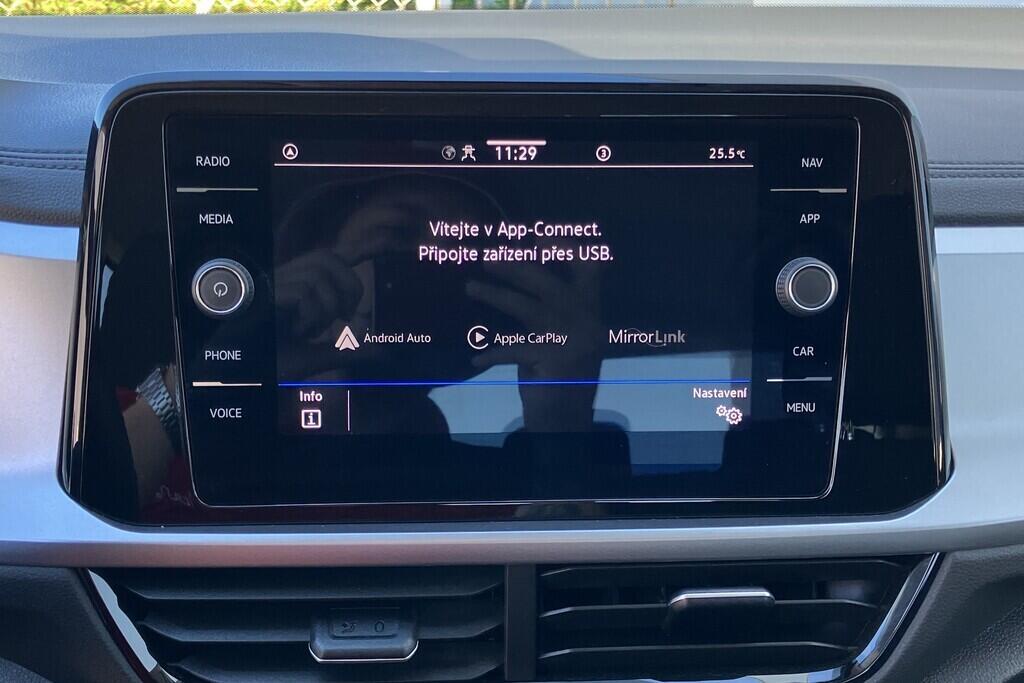 RADIO
MEDIA
PHONE
VOICE
11:29
3
25.5°C
Vítejte v App-Connect.
Připojte zařízení přes USB.
Android Auto
Apple CarPlay
MirrorLink
Info
i
Nastavení
NAV
APP
CAR
MENU